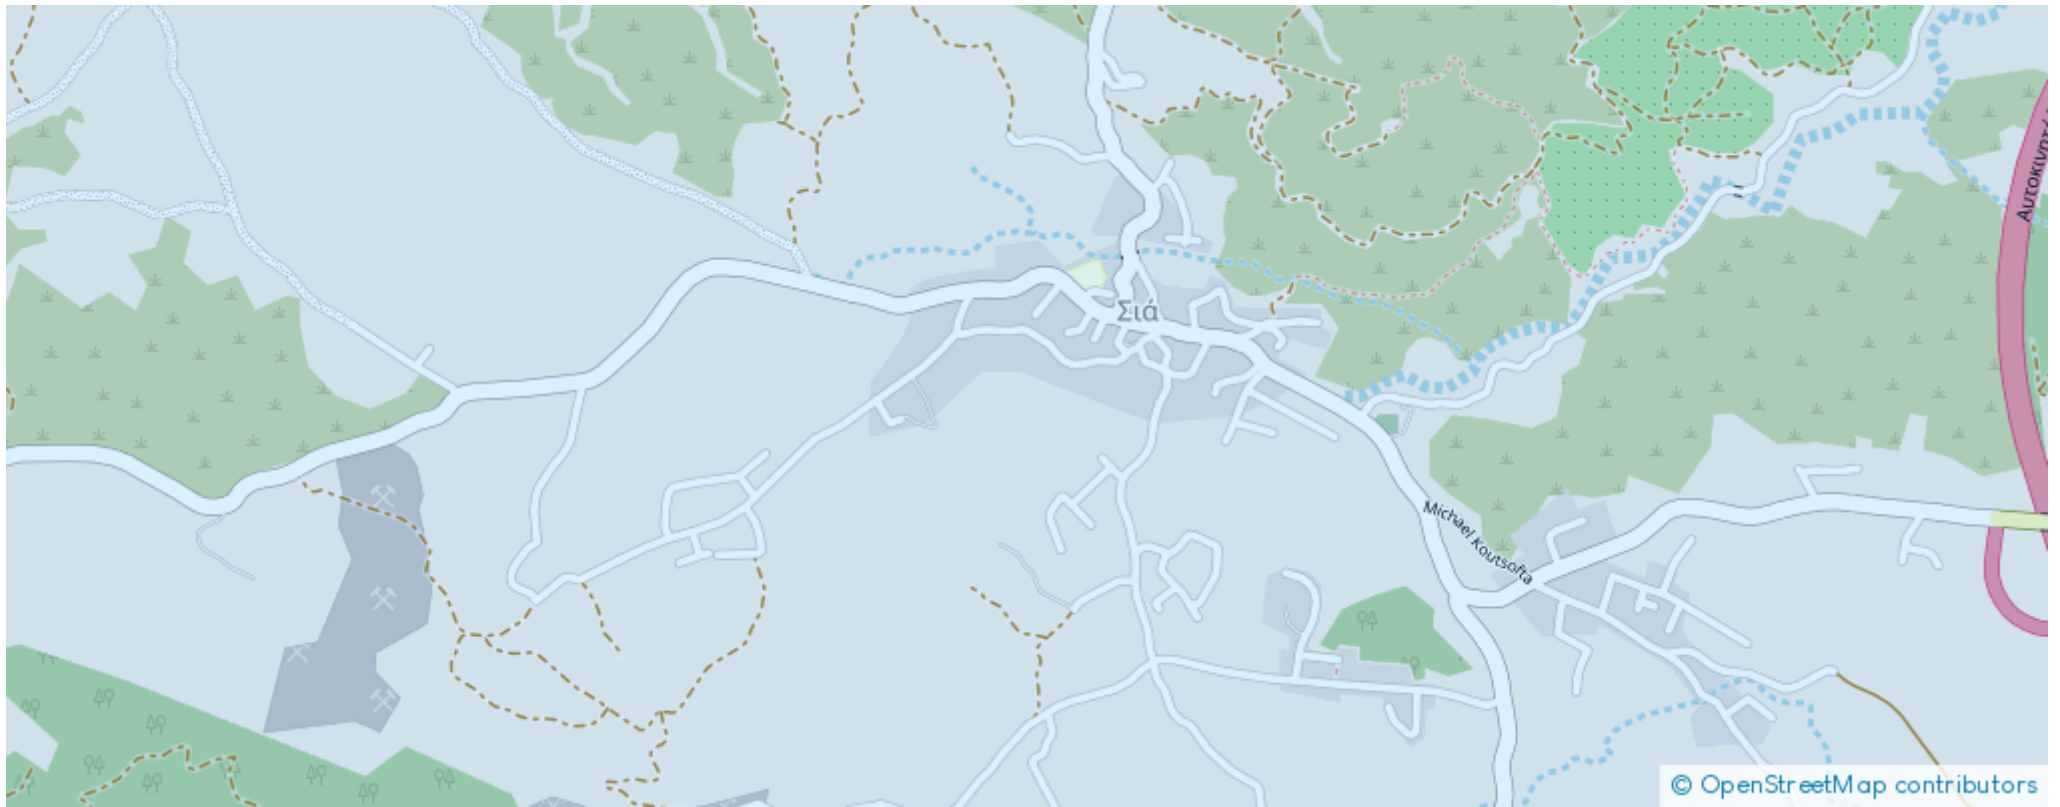 Σιά
Michael Koutsofta
© OpenStreetMap contributors